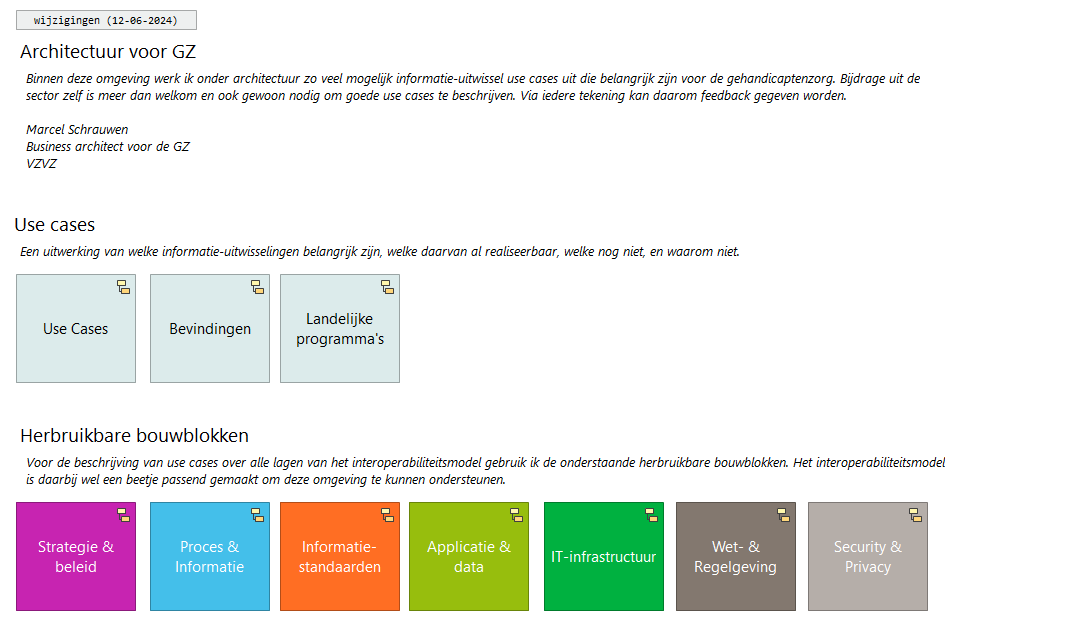 wijzigingen (12-06-2024)
Architectuur voor GZ
Binnen deze omgeving werk ik onder architectuur zo veel mogelijk informatie-uitwissel use cases uit die belangrijk zijn voor de gehandicaptenzorg. Bijdrage uit de
sector zelf is meer dan welkom en ook gewoon nodig om goede use cases te beschrijven. Via iedere tekening kan daarom feedback gegeven worden.
Marcel Schrauwen
Business architect voor de GZ
VZVZ
Use cases
Een uitwerking van welke informatie-uitwisselingen belangrijk zijn, welke daarvan al realiseerbaar, welke nog niet, en waarom niet.
Use Cases
Bevindingen
Landelijke
programma's
Herbruikbare bouwblokken
Voor de beschrijving van use cases over alle lagen van het interoperabiliteitsmodel gebruik ik de onderstaande herbruikbare bouwblokken. Het interoperabiliteitsmodel
is daarbij wel een beetje passend gemaakt om deze omgeving te kunnen ondersteunen.
Strategie &
beleid
Proces &
Informatie
Informatie-
standaarden
Applicatie &
data
IT-infrastructuur
Wet- &
Regelgeving
Security &
Privacy